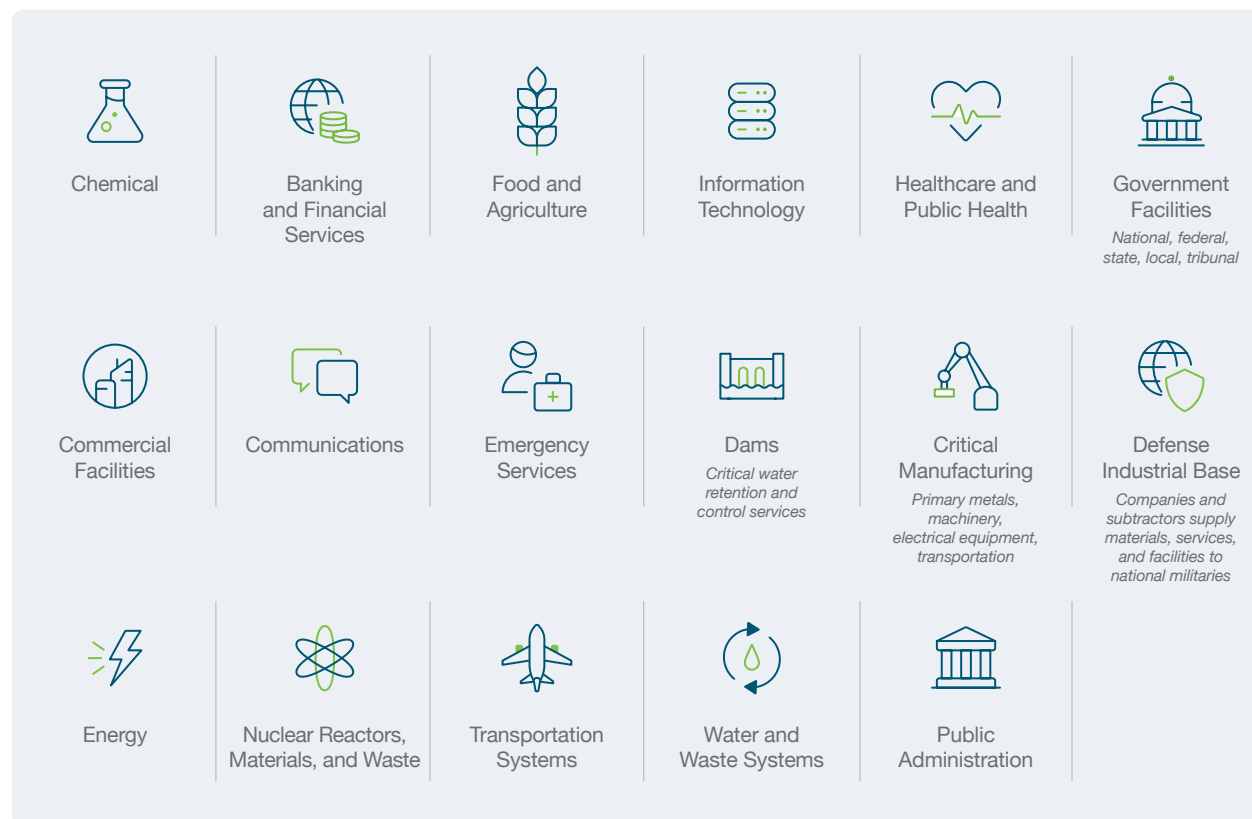 Chemical
Banking
and Financial
Services
Food and
Agriculture
Information
Technology
Healthcare and
Public Health
Government
Facilities
National, federal,
state, local, tribunal
Commercial
Facilities
Communications
Emergency
Services
Dams
Critical water
retention and
control services
Critical
Manufacturing
Primary metals,
machinery,
electrical equipment,
transportation
Defense
Industrial Base
Companies and
subtractors supply
materials, services,
and facilities to
national militaries
Energy
Nuclear Reactors,
Materials, and Waste
Transportation
Systems
Water and
Waste Systems
Public
Administration